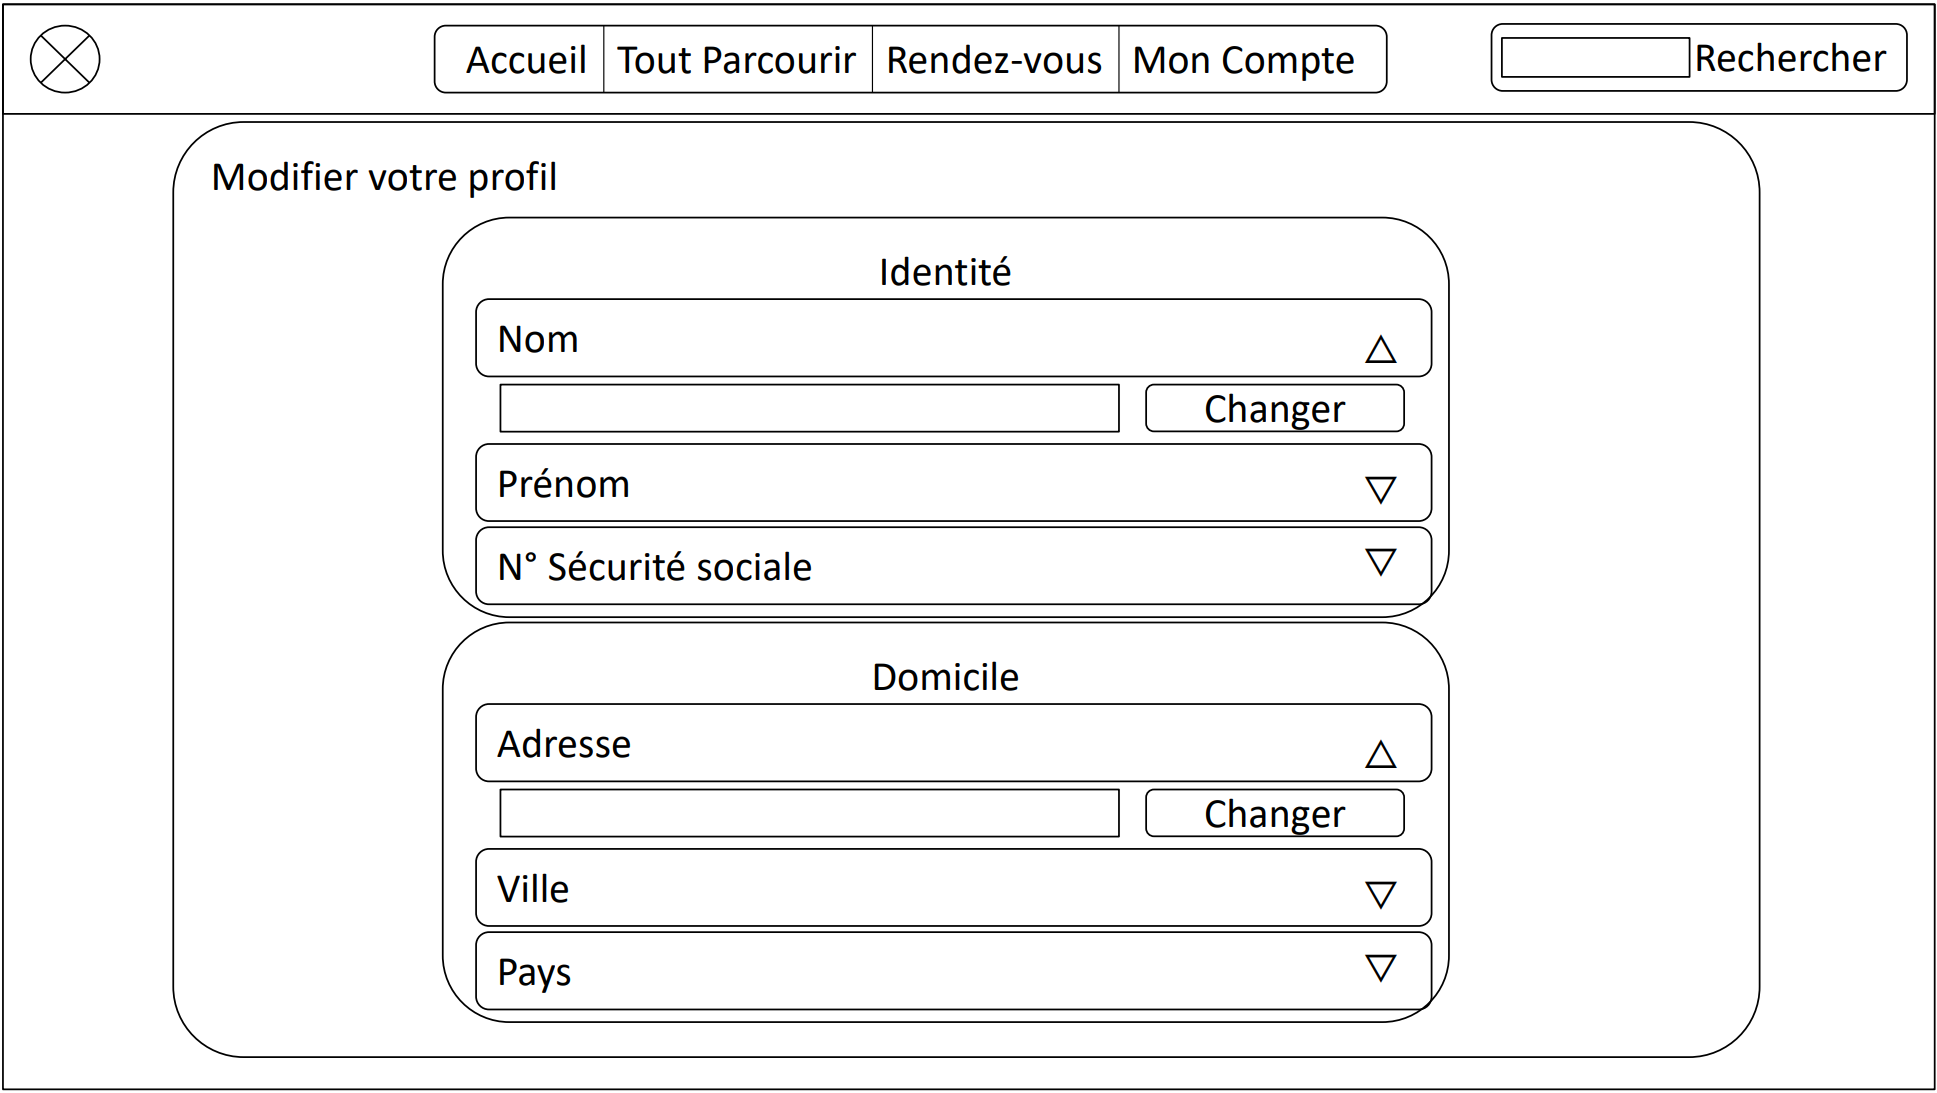 Accueil Tout Parcourir Rendez-vous Mon Compte Rechercher
Modifier votre profil
Identité
Nom
Changer
Prénom
N° Sécurité sociale
Domicile
Adresse
Changer
Ville
Pays